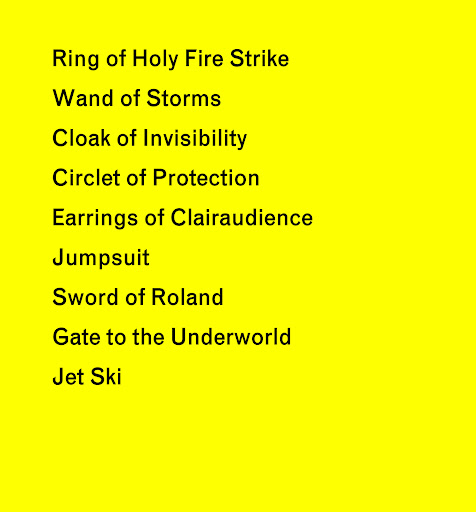 Ring of Holy Fire Strike
Wand of Storms
Cloak of Invisibility
Circlet of Protection
Earrings of Clairaudience
Jumpsuit
Sword of Roland
Gate to the Underworld
Jet Ski